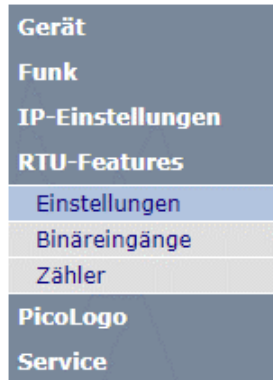 Gerät
Funk
IP-Einstellungen
RTU-Features
Einstellungen
Binäreingänge
Zähler
PicoLogo
Service